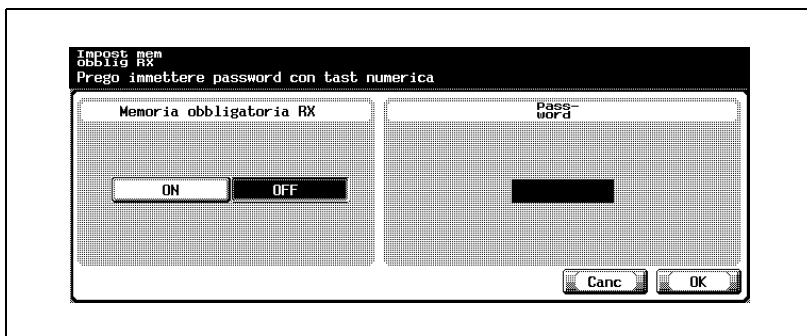 Impost mem
obblig RX
Prego immettere password con tast numerica
Memoria obbligatoria RX
Pass-
word
ON
OFF
Canc
OK